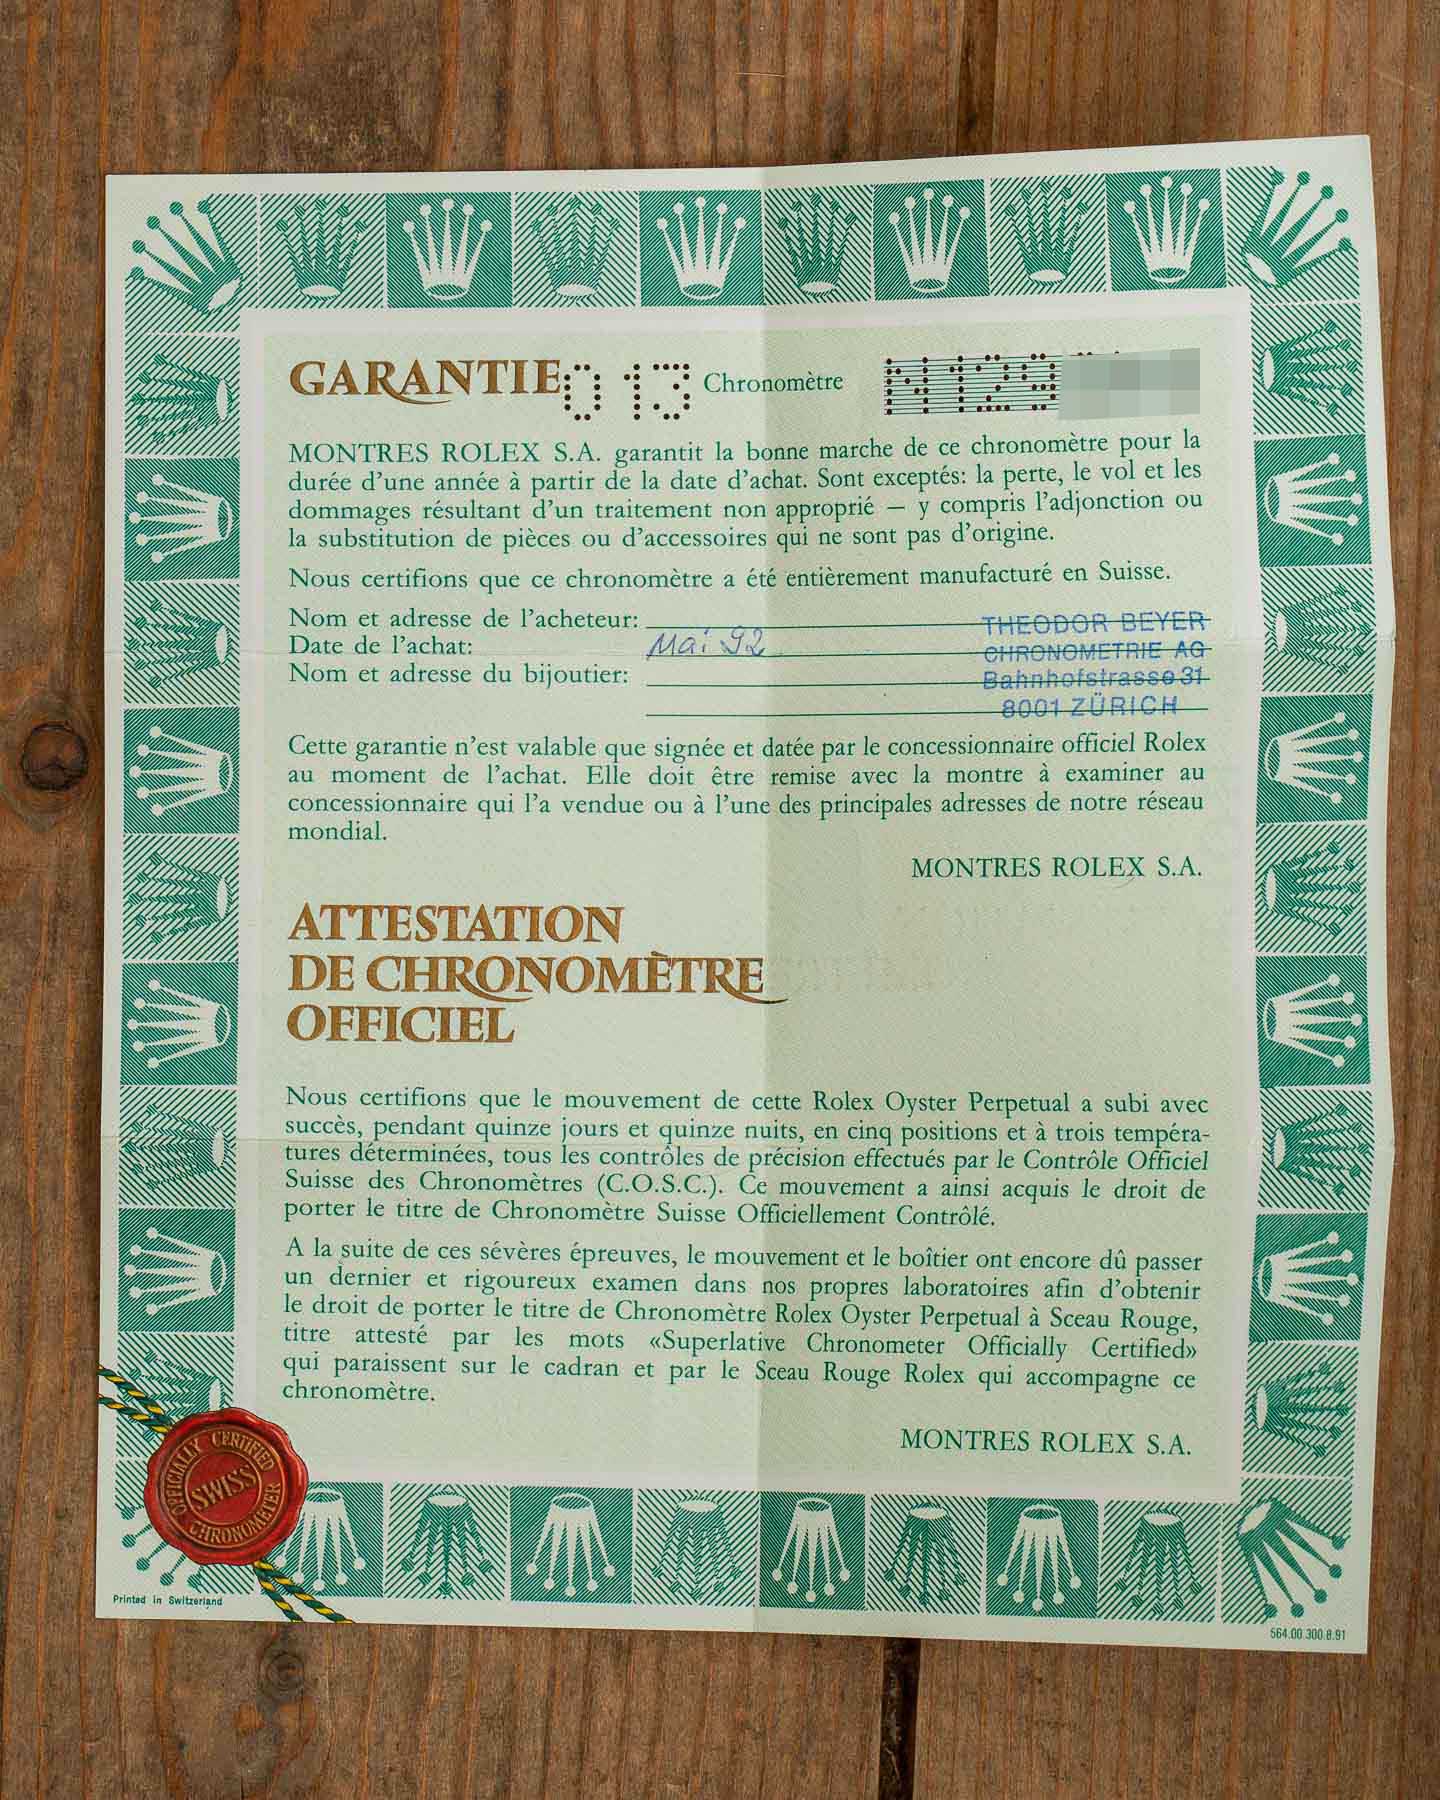 GARANTIE 013 Chronomètre N129
MONTRES ROLEX S.A. garantit la bonne marche de ce chronomètre pour la
durée d'une année à partir de la date d'achat. Sont exceptés: la perte, le vol et les
dommages résultant d'un traitement non approprié — y compris l'adjonction ou
la substitution de pièces ou d'accessoires qui ne sont pas d'origine.
Nous certifions que ce chronomètre a été entièrement manufacturé en Suisse.
Nom et adresse de l'acheteur: THEODOR BEYER
Date de l'achat: Mai 92 CHRONOMETRIE AG
Nom et adresse du bijoutier: Bahnhofstrasse 31
8001 ZÜRICH
Cette garantie n'est valable que signée et datée par le concessionnaire officiel Rolex
au moment de l'achat. Elle doit être remise avec la montre à examiner au
concessionnaire qui l'a vendue ou à l'une des principales adresses de notre réseau
mondial.
MONTRES ROLEX S.A.
ATTESTATION
DE CHRONOMÈTRE
OFFICIEL
Nous certifions que le mouvement de cette Rolex Oyster Perpetual a subi avec
succès, pendant quinze jours et quinze nuits, en cinq positions et à trois tempéra-
tures déterminées, tous les contrôles de précision effectués par le Contrôle Officiel
Suisse des Chronomètres (C.O.S.C.). Ce mouvement a ainsi acquis le droit de
porter le titre de Chronomètre Suisse Officiellement Contrôlé.
A la suite de ces sévères épreuves, le mouvement et le boîtier ont encore dû passer
un dernier et rigoureux examen dans nos propres laboratoires afin d'obtenir
le droit de porter le titre de Chronomètre Rolex Oyster Perpetual à Sceau Rouge,
titre attesté par les mots «Superlative Chronometer Officially Certified»
qui paraissent sur le cadran et par le Sceau Rouge Rolex qui accompagne ce
chronomètre.
MONTRES ROLEX S.A.
OFFICIALLY CERTIFIED
SWISS
CHRONOMETER
Printed in Switzerland
564.00.300.8.91